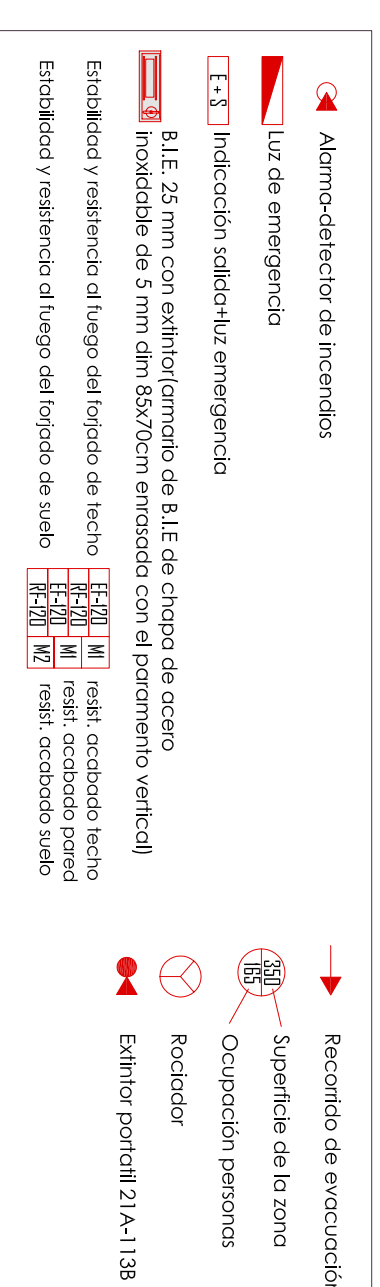 Alarma-detector de incendios
Luz de emergencia
E+S Indicación salida+luz emergencia
B.I.E. 25 mm con extintor(armario de B.I.E de chapa de acero
inoxidable de 5 mm dim 85x70cm enrasada con el paramento vertical)
Estabilidad y resistencia al fuego del forjado de techo EF-120 M1 resist. acabado techo
RF-120
M1 resist. acabado pared
EF-120
Estabilidad y resistencia al fuego del forjado de suelo RF-120 M2 resist. acabado suelo
Recorrido de evacuación
350 Superficie de la zona
165 Ocupación personas
Rociador
Extintor portatil 21A-113B